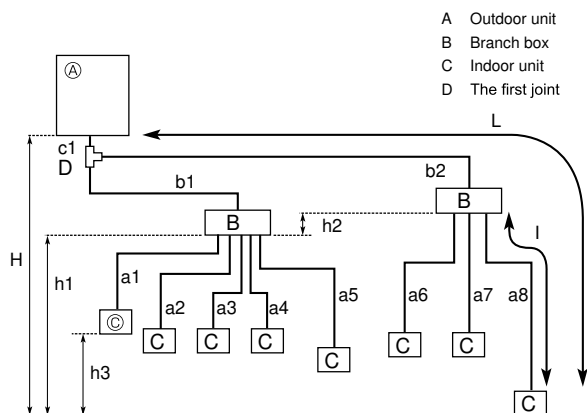 A Outdoor unit
B Branch box
C Indoor unit
D The first joint
A
L
c1
D
b2
b1
B
B
h2
l
H
h1
a1
a2
a3
a4
a5
a6
a7
a8
C
C
C
C
C
C
C
h3
C